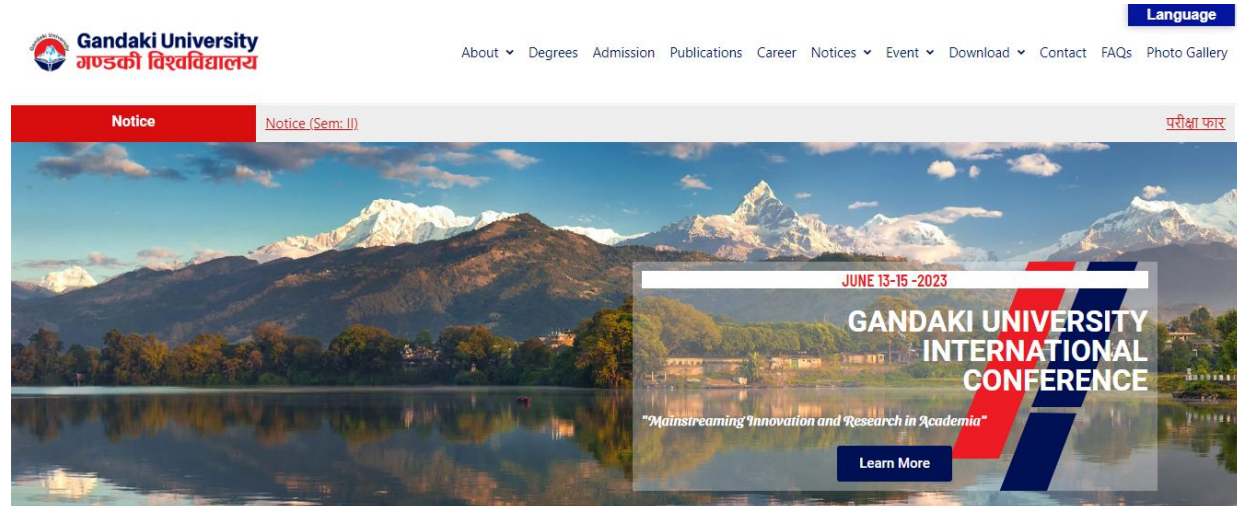 Language
Gandaki University
गण्डकी विश्वविद्यालय
About Degrees Admission Publications Career Notices Event Download Contact FAQs Photo Gallery
Notice Notice (Sem: II) परीक्षा फार
JUNE 13-15 -2023
GANDAKI UNIVERSITY
INTERNATIONAL
CONFERENCE
"Mainstreaming Innovation and Research in Academia"
Learn More